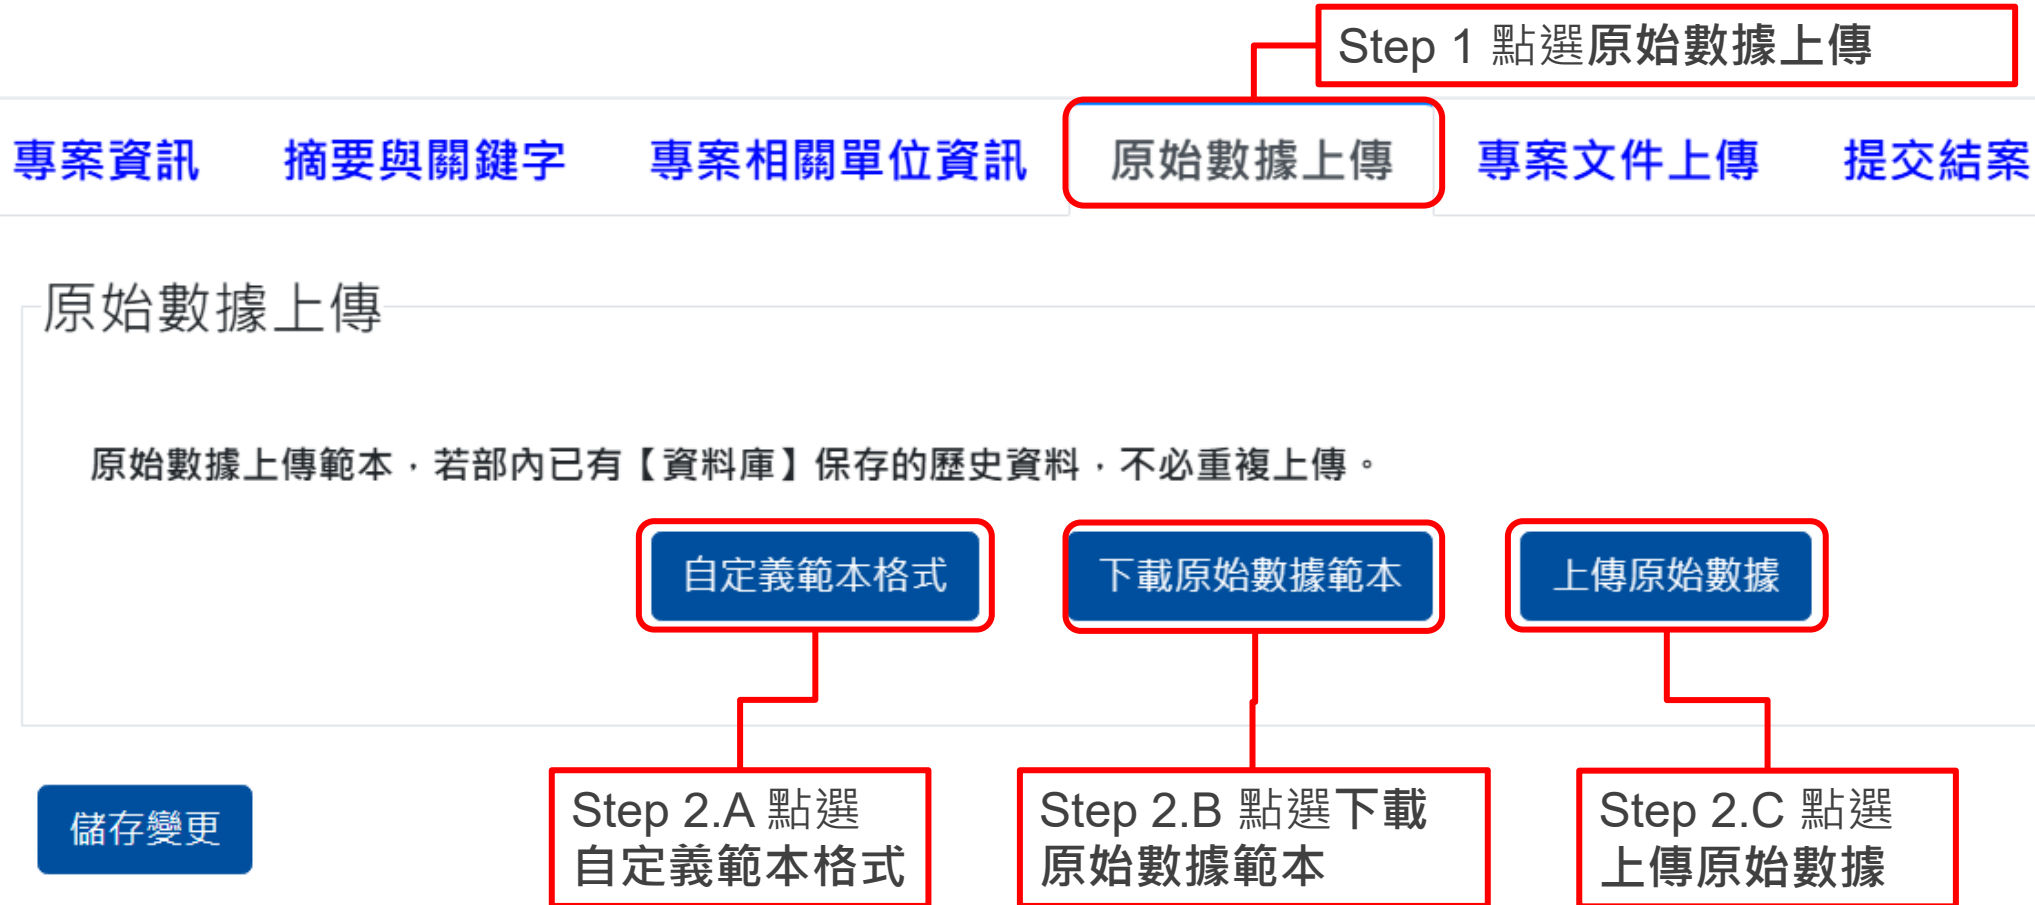 Step 1 點選原始數據上傳
專案資訊 摘要與關鍵字 專案相關單位資訊 原始數據上傳 專案文件上傳 提交結案
原始數據上傳
原始數據上傳範本，若部內已有【資料庫】保存的歷史資料，不必重複上傳。
自定義範本格式 下載原始數據範本 上傳原始數據
儲存變更
Step 2.A 點選
自定義範本格式
Step 2.B 點選下載
原始數據範本
Step 2.C 點選
上傳原始數據